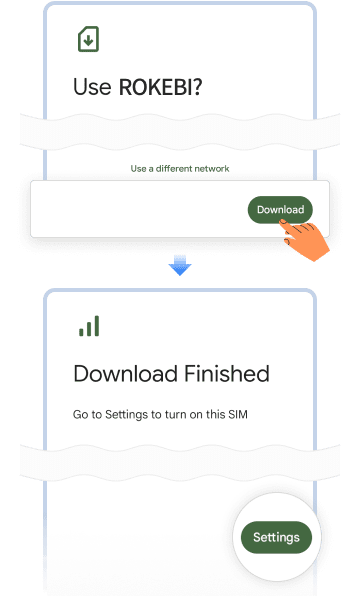 Use ROKEBI?
Use a different network
Download
Download Finished
Go to Settings to turn on this SIM
Settings